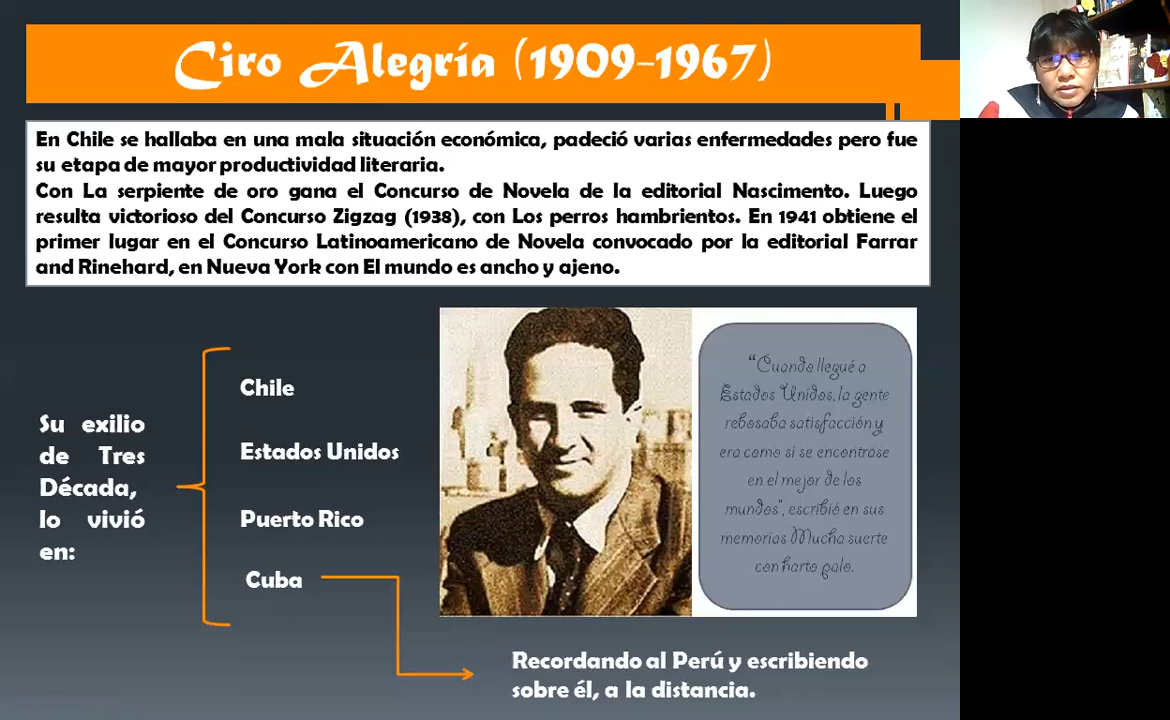 Ciro Alegría (1909-1967)
En Chile se hallaba en una mala situación económica, padeció varias enfermedades pero fue
su etapa de mayor productividad literaria.
Con La serpiente de oro gana el Concurso de Novela de la editorial Nascimento. Luego
resulta victorioso del Concurso Zigzag (1938), con Los perros hambrientos. En 1941 obtiene el
primer lugar en el Concurso Latinoamericano de Novela convocado por la editorial Farrar
and Rinehard, en Nueva York con El mundo es ancho y ajeno.
Su exilio
de Tres
Década,
lo vivió
en:
Chile
Estados Unidos
Puerto Rico
Cuba
"Cuando llegué a
Estados Unidos, la gente
rebosaba satisfacción y
era como si se encontrase
en el mejor de los
mundos", escribió en sus
memorias Mucha suerte
con harto palo.
Recordando al Perú y escribiendo
sobre él, a la distancia.